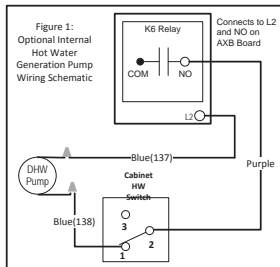 Figure 1:
Optional Internal
Hot Water
Generation Pump
Wiring Schematic
K6 Relay
COM
NO
L2
Connects to L2
and NO on
AXB Board
Blue(137)
Purple
DHW
Pump
Cabinet
HW
Switch
Blue(138)
3
2
1